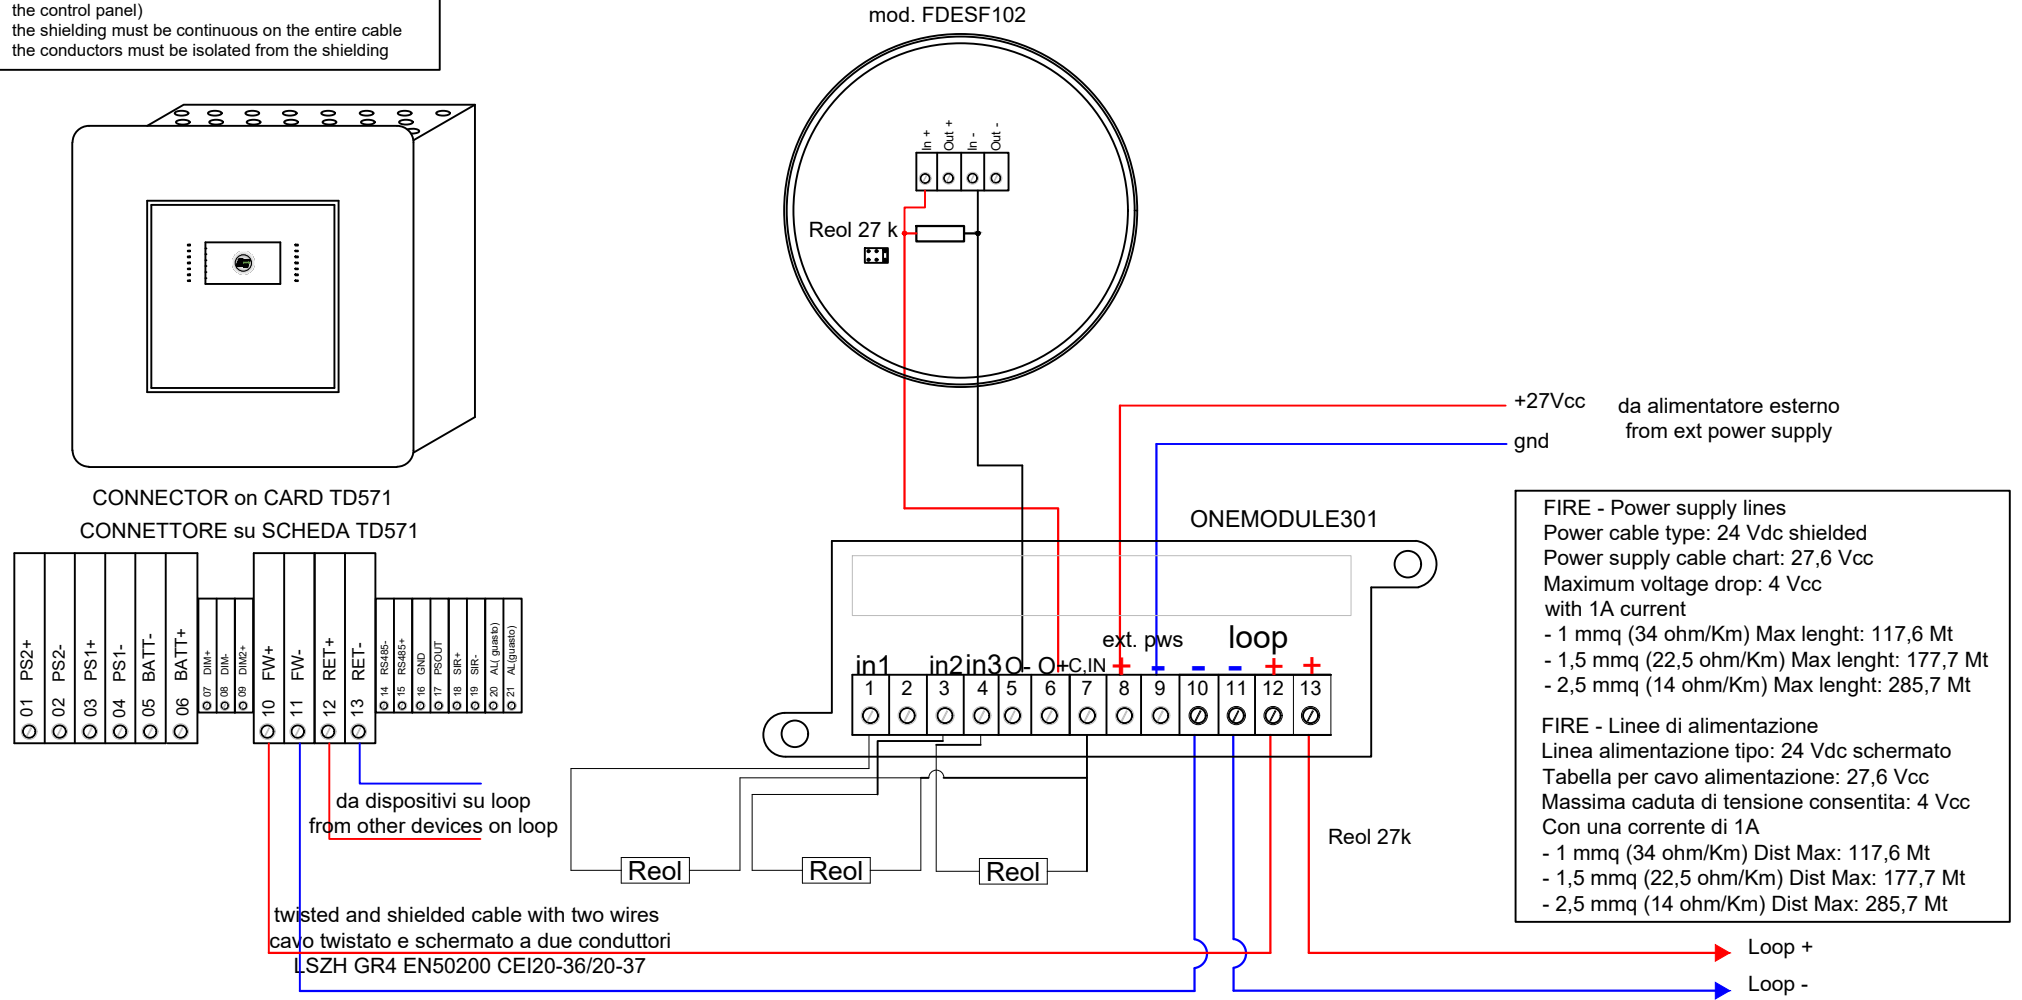 the control panel)
the shielding must be continuous on the entire cable
the conductors must be isolated from the shielding
mod. FDESF102
In +
Out +
In -
Out -
Reol 27 k
+27Vcc
gnd
da alimentatore esterno
from ext power supply
CONNECTOR on CARD TD571
CONNETTORE su SCHEDA TD571
01 PS2+
02 PS2-
03 PS1+
04 PS1-
05 BATT-
06 BATT+
07 DIM+
08 DIM-
09 DIM2+
10 FW+
11 FW-
12 RET+
13 RET-
14 RS485-
15 RS485+
16 GND
17 PSOUT
18 SIR+
19 SIR-
20 AL( guasto)
21 AL(guasto)
da dispositivi su loop
from other devices on loop
ONEMODULE301
ext. pws
loop
in1 in2 in3 O- O+ C,IN + - - - + +
1 2 3 4 5 6 7 8 9 10 11 12 13
Reol
Reol
Reol
Reol 27k
twisted and shielded cable with two wires
cavo twistato e schermato a due conduttori
LSZH GR4 EN50200 CEI20-36/20-37
FIRE - Power supply lines
Power cable type: 24 Vdc shielded
Power supply cable chart: 27,6 Vcc
Maximum voltage drop: 4 Vcc
with 1A current
- 1 mmq (34 ohm/Km) Max lenght: 117,6 Mt
- 1,5 mmq (22,5 ohm/Km) Max lenght: 177,7 Mt
- 2,5 mmq (14 ohm/Km) Max lenght: 285,7 Mt
FIRE - Linee di alimentazione
Linea alimentazione tipo: 24 Vdc schermato
Tabella per cavo alimentazione: 27,6 Vcc
Massima caduta di tensione consentita: 4 Vcc
Con una corrente di 1A
- 1 mmq (34 ohm/Km) Dist Max: 117,6 Mt
- 1,5 mmq (22,5 ohm/Km) Dist Max: 177,7 Mt
- 2,5 mmq (14 ohm/Km) Dist Max: 285,7 Mt
Loop +
Loop -